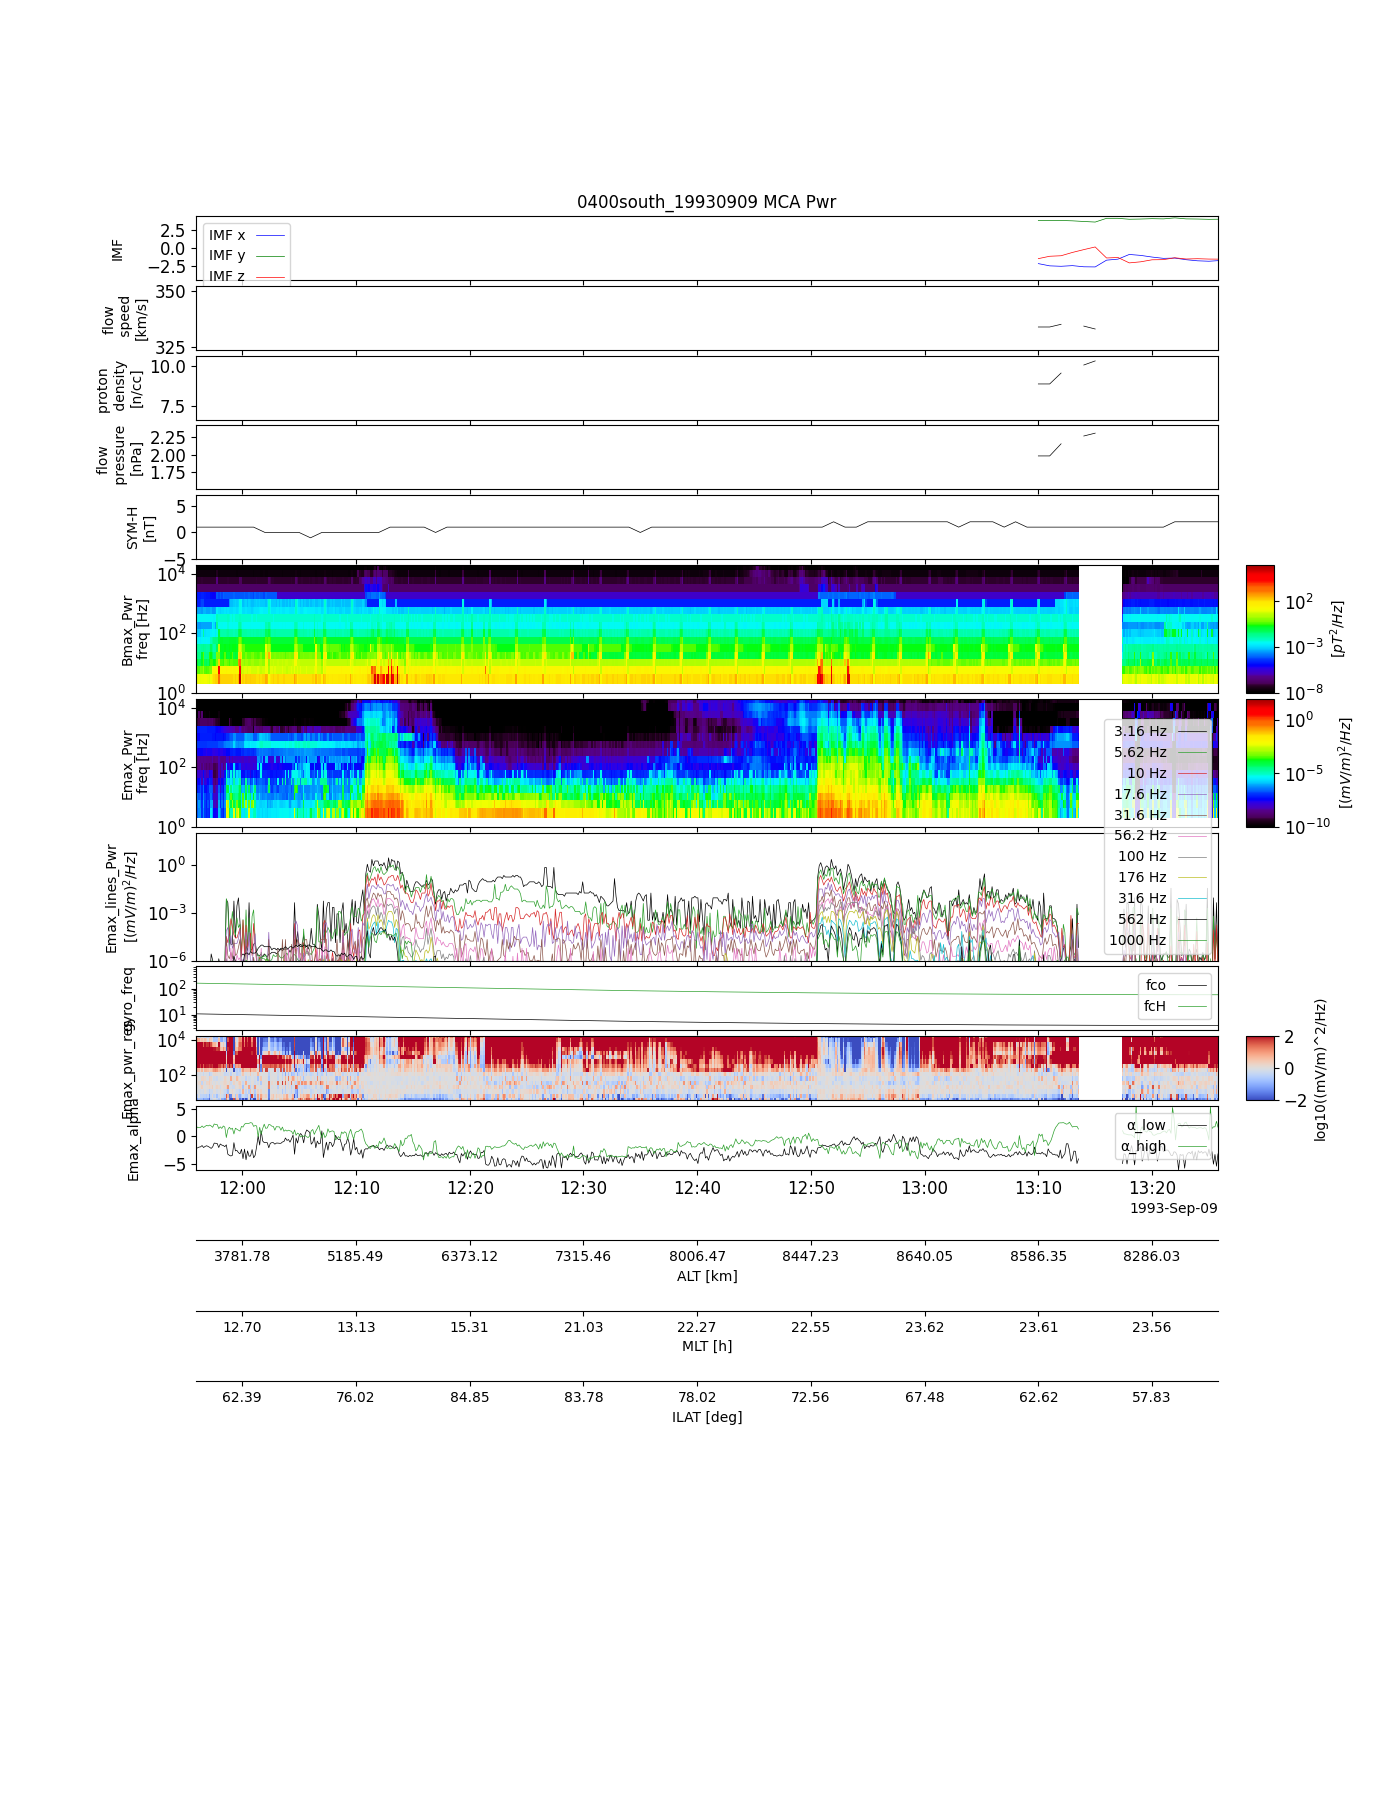 0400south_19930909 MCA Pwr
IMF
2.5
0.0
−2.5
IMF x
IMF y
IMF z
flow
speed
[km/s]
350
325
proton
density
[n/cc]
10.0
7.5
flow
pressure
[nPa]
2.25
2.00
1.75
SYM-H
[nT]
5
0
−5
Bmax_Pwr
freq [Hz]
10^4
10^2
10^0
10^2
10^−3
10^−8
[pT^2/Hz]
Emax_Pwr
freq [Hz]
10^4
10^2
10^0
10^0
10^−5
10^−10
[(mV/m)^2/Hz]
3.16 Hz
5.62 Hz
10 Hz
17.6 Hz
31.6 Hz
56.2 Hz
100 Hz
176 Hz
316 Hz
562 Hz
1000 Hz
Emax_lines_Pwr
[(mV/m)^2/Hz]
10^0
10^−3
10^−6
gyro_freq
10^2
10^1
fco
fcH
Emax_pwr_res
10^4
10^2
2
0
−2
log10((mV/m)^2/Hz)
Emax_alpha
5
0
−5
α_low
α_high
12:00 12:10 12:20 12:30 12:40 12:50 13:00 13:10 13:20
1993-Sep-09
3781.78 5185.49 6373.12 7315.46 8006.47 8447.23 8640.05 8586.35 8286.03
ALT [km]
12.70 13.13 15.31 21.03 22.27 22.55 23.62 23.61 23.56
MLT [h]
62.39 76.02 84.85 83.78 78.02 72.56 67.48 62.62 57.83
ILAT [deg]